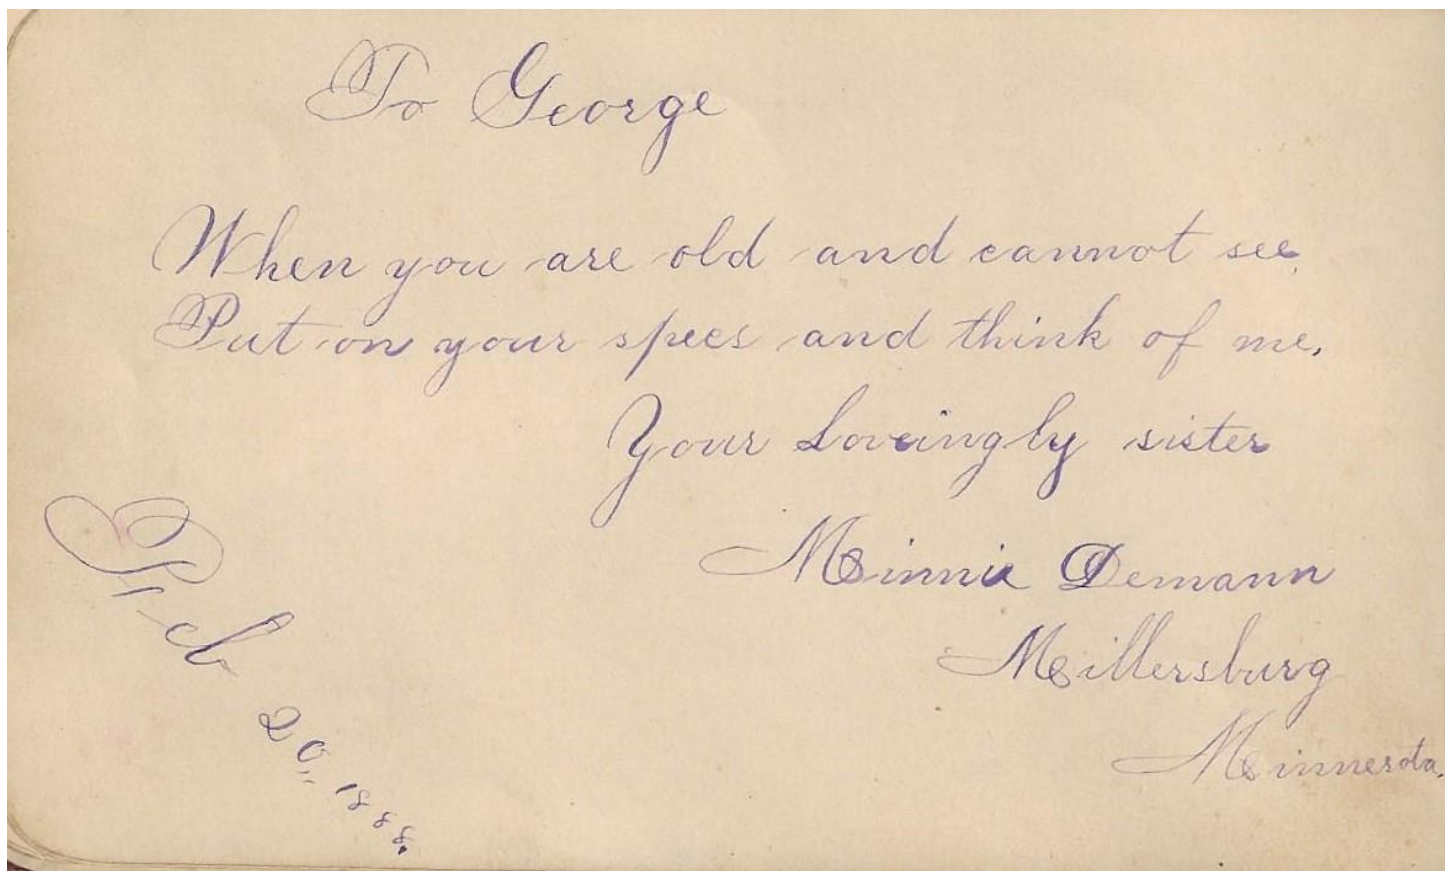 To George
When you are old and cannot see
Put on your specs and think of me.
Your Loveingly sister
Minnie Demann
Millersburg
Minnesota.
Feb 20, 1888.